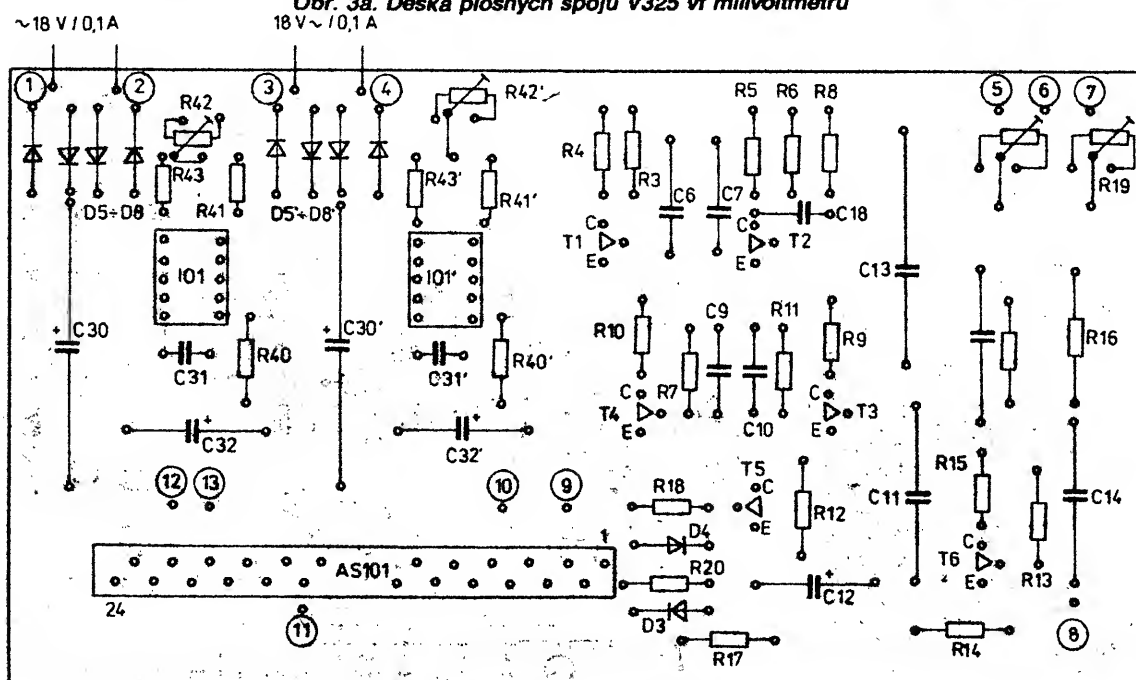 Obr. 3a. Deska plošných spojů V325 vf milivoltmetru
~18 V / 0,1 A
18 V ~ / 0,1 A
1
2
3
4
5
6
7
R42
R42'
R5
R6
R8
R4
R3
R19
R43
R41
R43'
R41'
C6
C7
C18
D5÷D8
D5'÷D8'
C
T1
E
C
T2
E
IO1
IO1'
C13
C30
C30'
R10
C9
R11
R9
R16
R40
R40'
C31
C31'
R7
C
T4
E
C10
C
T3
E
C32
C32'
12
13
10
9
T5
C
E
R15
R18
R12
C11
C14
D4
1
AS101
C
T6
E
R13
R20
C12
24
11
D3
R17
R14
8